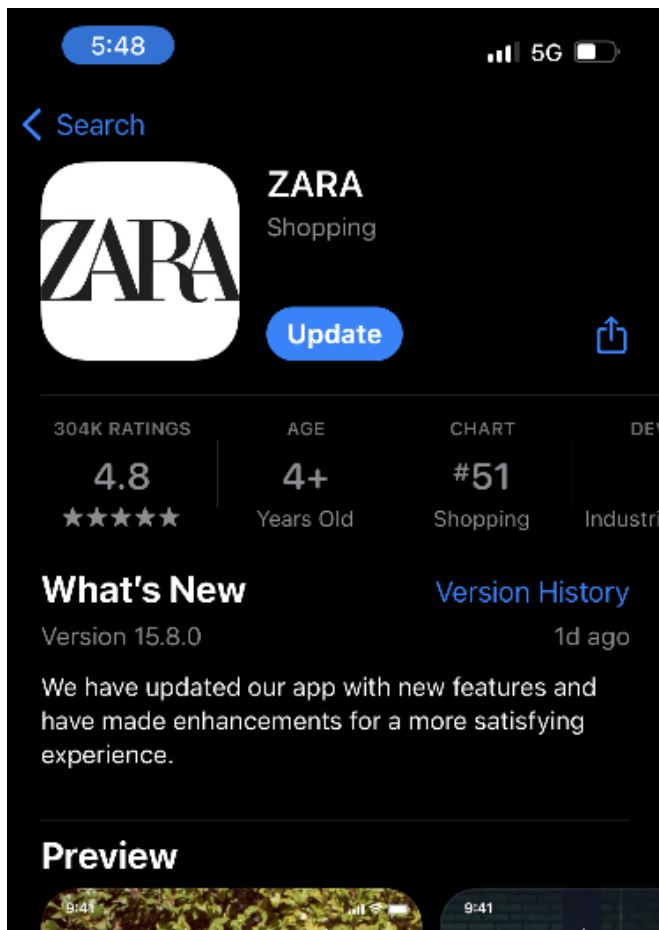 5:48
5G
Search
ZARA
ZARA
Shopping
Update
304K RATINGS
AGE
CHART
4.8
4+
#51
Years Old
Shopping
What's New
Version History
Version 15.8.0
1d ago
We have updated our app with new features and
have made enhancements for a more satisfying
experience.
Preview
9:41
9:41